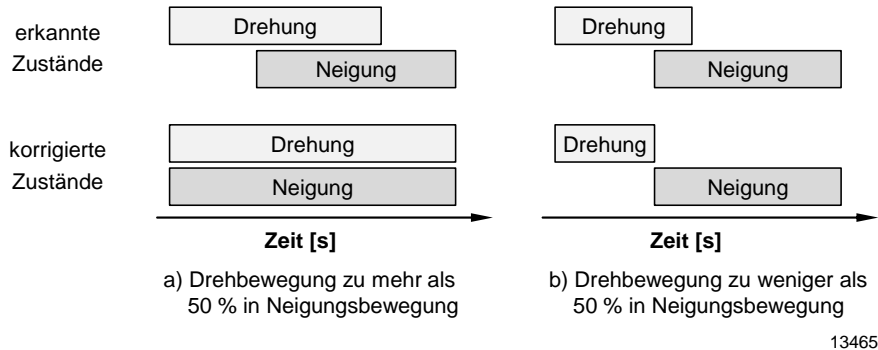 erkannte
Zustände
Drehung
Neigung
Drehung
Neigung
korrigierte
Zustände
Drehung
Neigung
Drehung
Neigung
Zeit [s]
Zeit [s]
a) Drehbewegung zu mehr als
50 % in Neigungsbewegung
b) Drehbewegung zu weniger als
50 % in Neigungsbewegung
13465